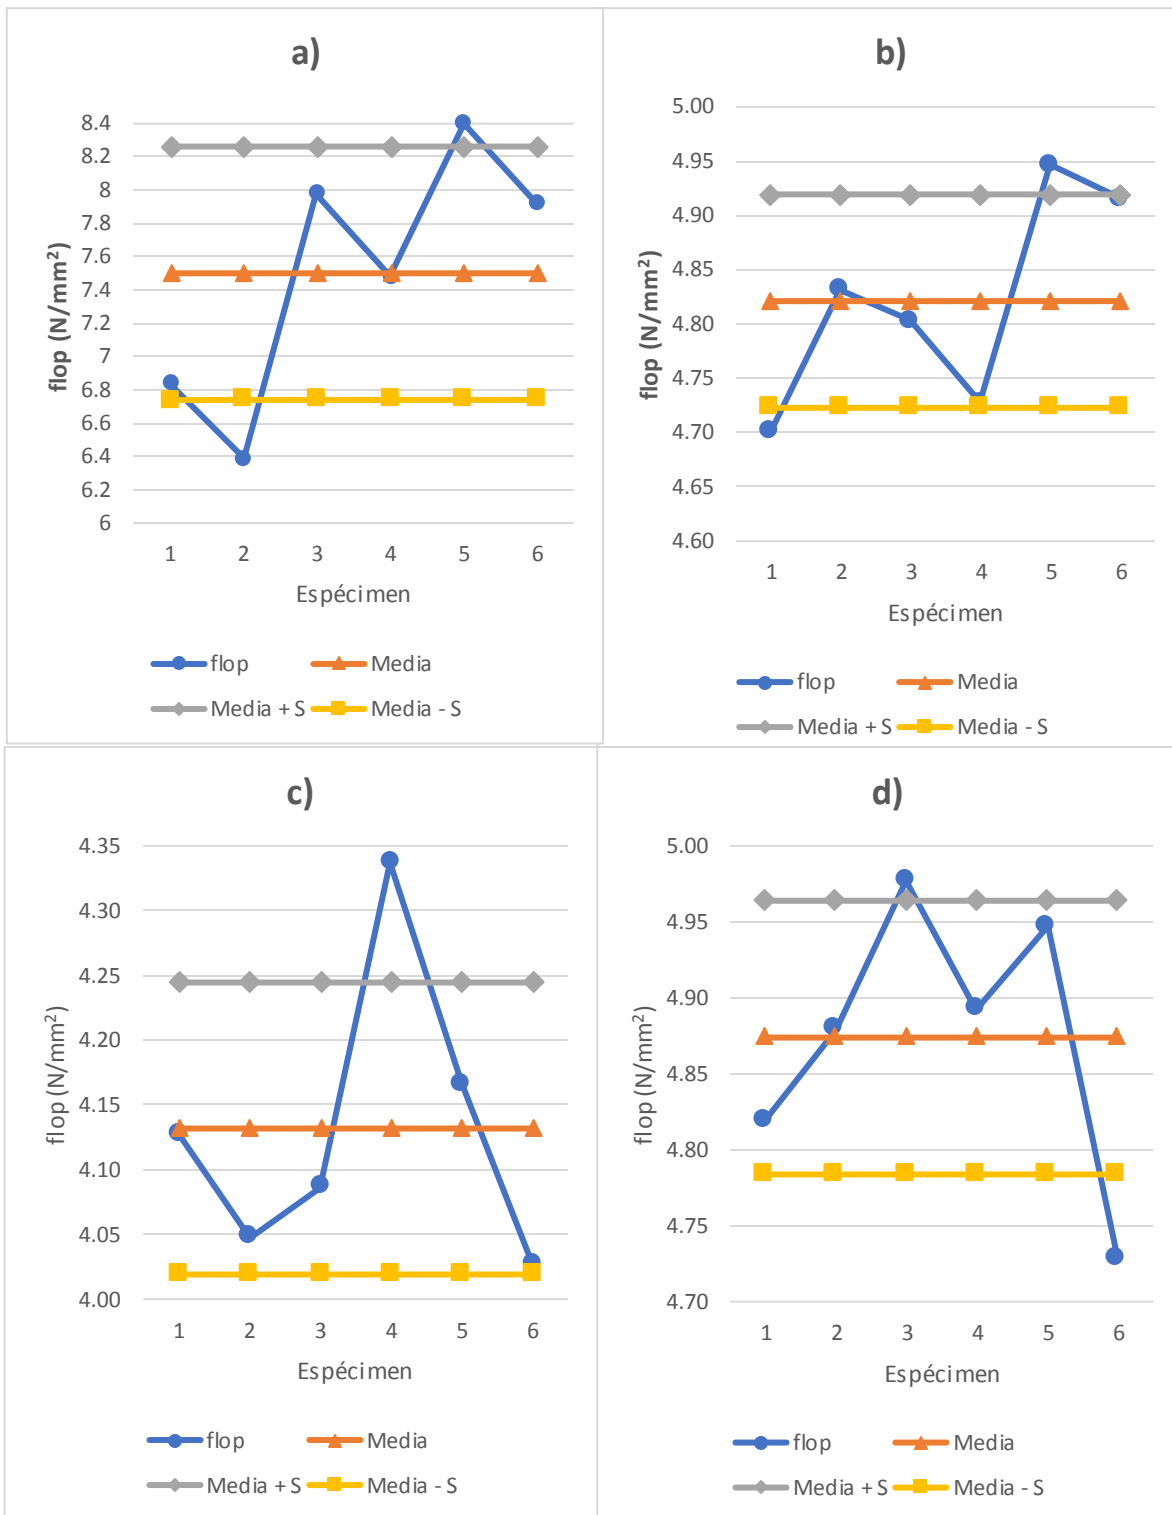 a)
flop (N/mm²)
8.4
8.2
8
7.8
7.6
7.4
7.2
7
6.8
6.6
6.4
6.2
6
1 2 3 4 5 6
Espécimen
flop Media
Media + S Media - S
b)
flop (N/mm²)
5.00
4.95
4.90
4.85
4.80
4.75
4.70
4.65
4.60
1 2 3 4 5 6
Espécimen
flop Media
Media + S Media - S
c)
flop (N/mm²)
4.35
4.30
4.25
4.20
4.15
4.10
4.05
4.00
1 2 3 4 5 6
Espécimen
flop Media
Media + S Media - S
d)
flop (N/mm²)
5.00
4.95
4.90
4.85
4.80
4.75
4.70
1 2 3 4 5 6
Espécimen
flop Media
Media + S Media - S